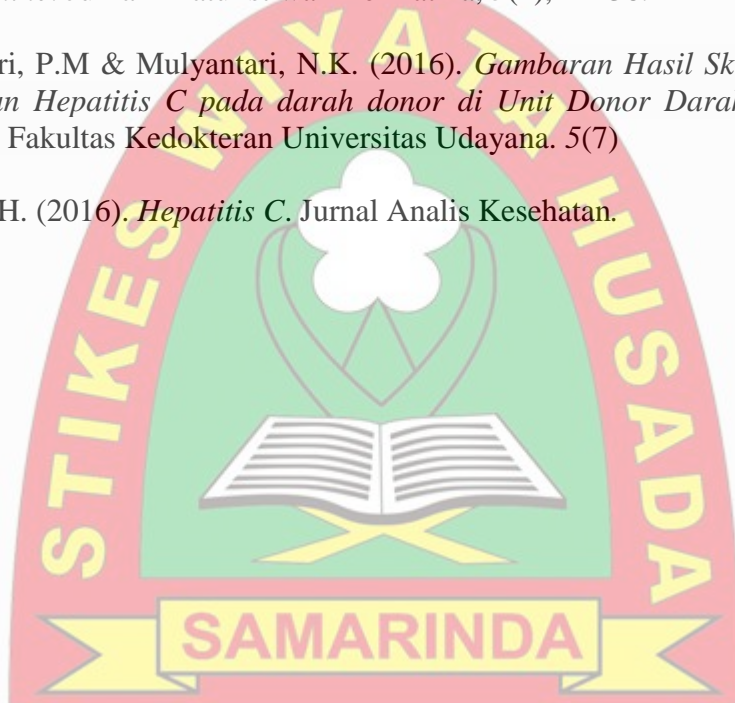 ri, P.M & Mulyantari, N.K. (2016). Gambaran Hasil Sk
n Hepatitis C pada darah donor di Unit Donor Darah
Fakultas Kedokteran Universitas Udayana. 5(7)
H. (2016). Hepatitis C. Jurnal Analis Kesehatan.
STIKES WIYATA HUSADA
SAMARINDA